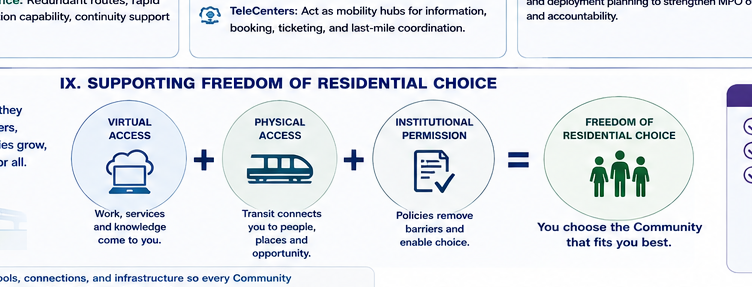 Redundant routes, rapid
tion capability, continuity support
TeleCenters: Act as mobility hubs for information,
booking, ticketing, and last-mile coordination.
and deployment planning to strengthen MPO
and accountability.
IX. SUPPORTING FREEDOM OF RESIDENTIAL CHOICE
they
ers,
ies grow,
or all.
VIRTUAL
ACCESS
Work, services
and knowledge
come to you.
+
PHYSICAL
ACCESS
Transit connects
you to people,
places and
opportunity.
+
INSTITUTIONAL
PERMISSION
Policies remove
barriers and
enable choice.
=
FREEDOM OF
RESIDENTIAL CHOICE
You choose the Community
that fits you best.
ools, connections, and infrastructure so every Community